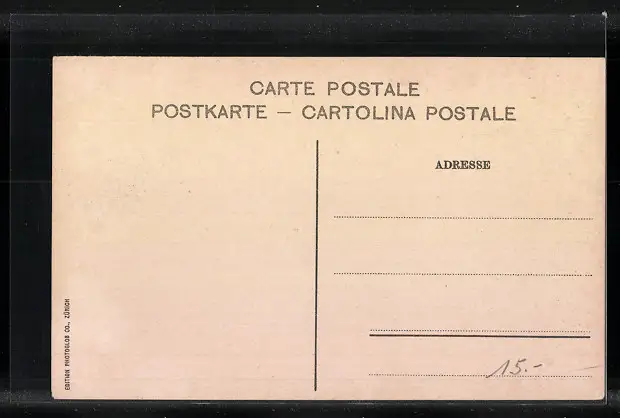 CARTE POSTALE
POSTKARTE – CARTOLINA POSTALE
ADRESSE
15.-
EDITION PHOTOGLOB CO., ZÜRICH